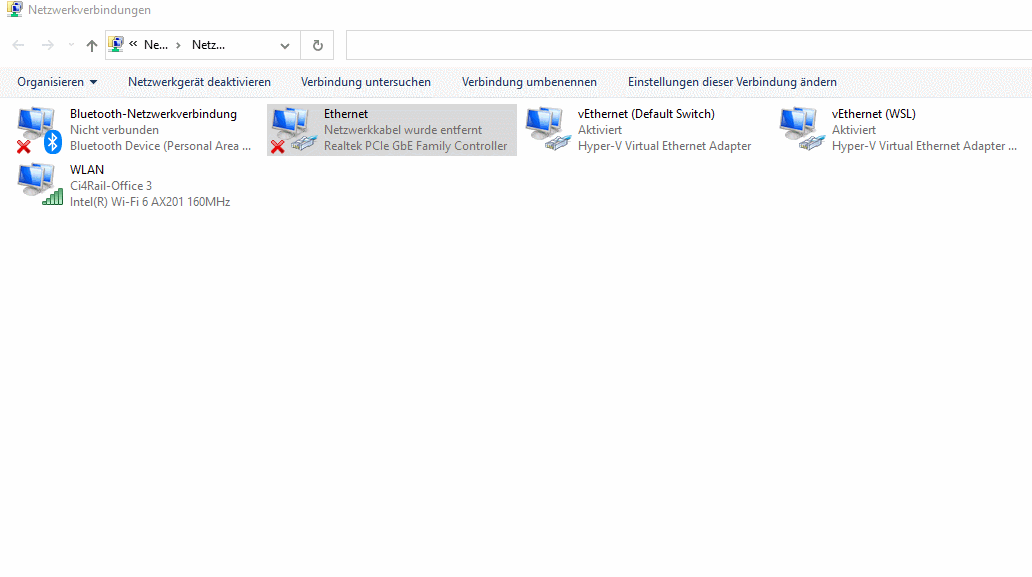 Netzwerkverbindungen
« Ne... › Netz...
Organisieren Netzwerkgerät deaktivieren Verbindung untersuchen Verbindung umbenennen Einstellungen dieser Verbindung ändern
Bluetooth-Netzwerkverbindung
Nicht verbunden
Bluetooth Device (Personal Area ...
Ethernet
Netzwerkkabel wurde entfernt
Realtek PCIe GbE Family Controller
vEthernet (Default Switch)
Aktiviert
Hyper-V Virtual Ethernet Adapter
vEthernet (WSL)
Aktiviert
Hyper-V Virtual Ethernet Adapter ...
WLAN
Ci4Rail-Office 3
Intel(R) Wi-Fi 6 AX201 160MHz